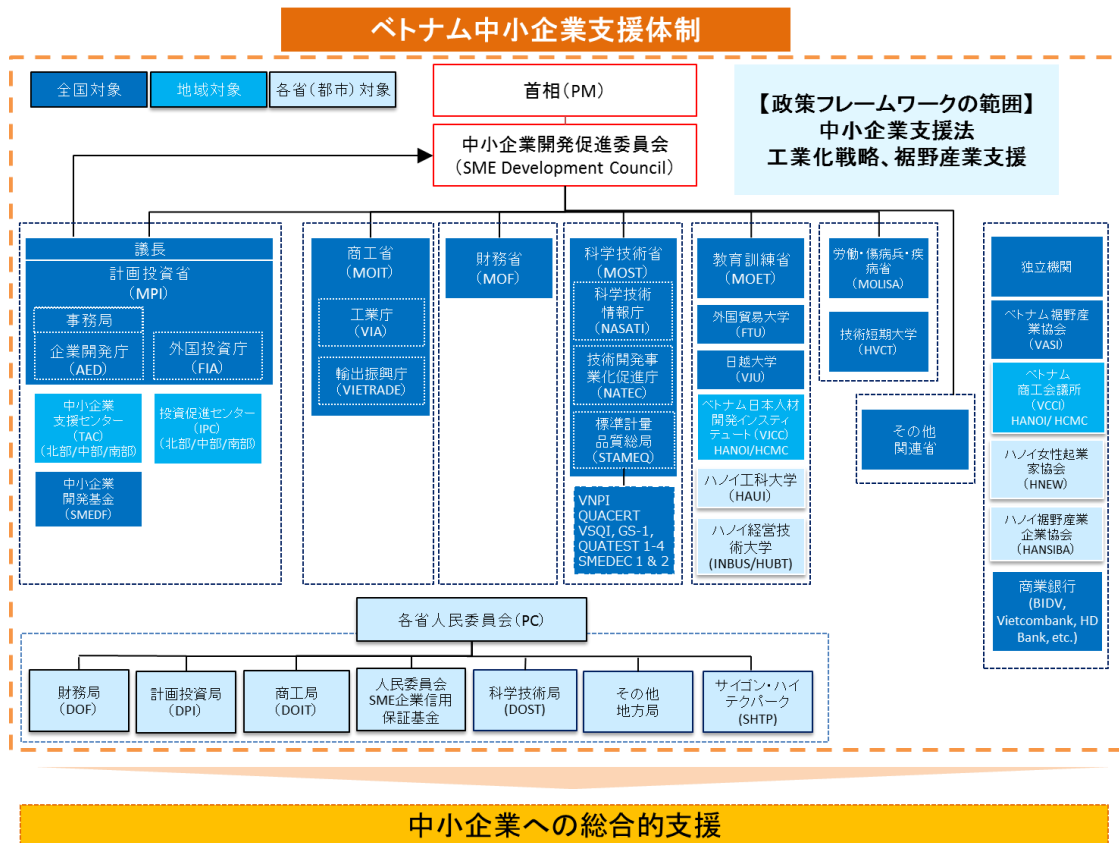 ベトナム中小企業支援体制
全国対象
地域対象
各省(都市)対象
首相(PM)
中小企業開発促進委員会
(SME Development Council)
【政策フレームワークの範囲】
中小企業支援法
工業化戦略、裾野産業支援
議長
計画投資省
(MPI)
事務局
企業開発庁
(AED)
外国投資庁
(FIA)
中小企業
支援センター
(TAC)
(北部/中部/南部)
投資促進センター
(IPC)
(北部/中部/南部)
中小企業
開発基金
(SMEDF)
商工省
(MOIT)
工業庁
(VIA)
輸出振興庁
(VIETRADE)
財務省
(MOF)
科学技術省
(MOST)
科学技術
情報庁
(NASATI)
技術開発事
業化促進庁
(NATEC)
標準計量
品質総局
(STAMEQ)
VNPI
QUACERT
VSQI, GS-1,
QUATEST 1-4
SMEDEC 1 & 2
教育訓練省
(MOET)
外国貿易大学
(FTU)
日越大学
(VJU)
ベトナム日本人材
開発インスティ
テュート(VJCC)
HANOI/HCMC
ハノイ工科大学
(HAUI)
ハノイ経営技
術大学
(INBUS/HUBT)
労働・傷病兵・疾
病省
(MOLISA)
技術短期大学
(HVCT)
その他
関連省
独立機関
ベトナム裾野産
業協会
(VASI)
ベトナム
商工会議所
(VCCI)
HANOI/ HCMC
ハノイ女性起業
家協会
(HNEW)
ハノイ裾野産業
企業協会
(HANSIBA)
商業銀行
(BIDV,
Vietcombank, HD
Bank, etc.)
各省人民委員会(PC)
財務局
(DOF)
計画投資局
(DPI)
商工局
(DOIT)
人民委員会
SME企業信用
保証基金
科学技術局
(DOST)
その他
地方局
サイゴン・ハイ
テクパーク
(SHTP)
中小企業への総合的支援